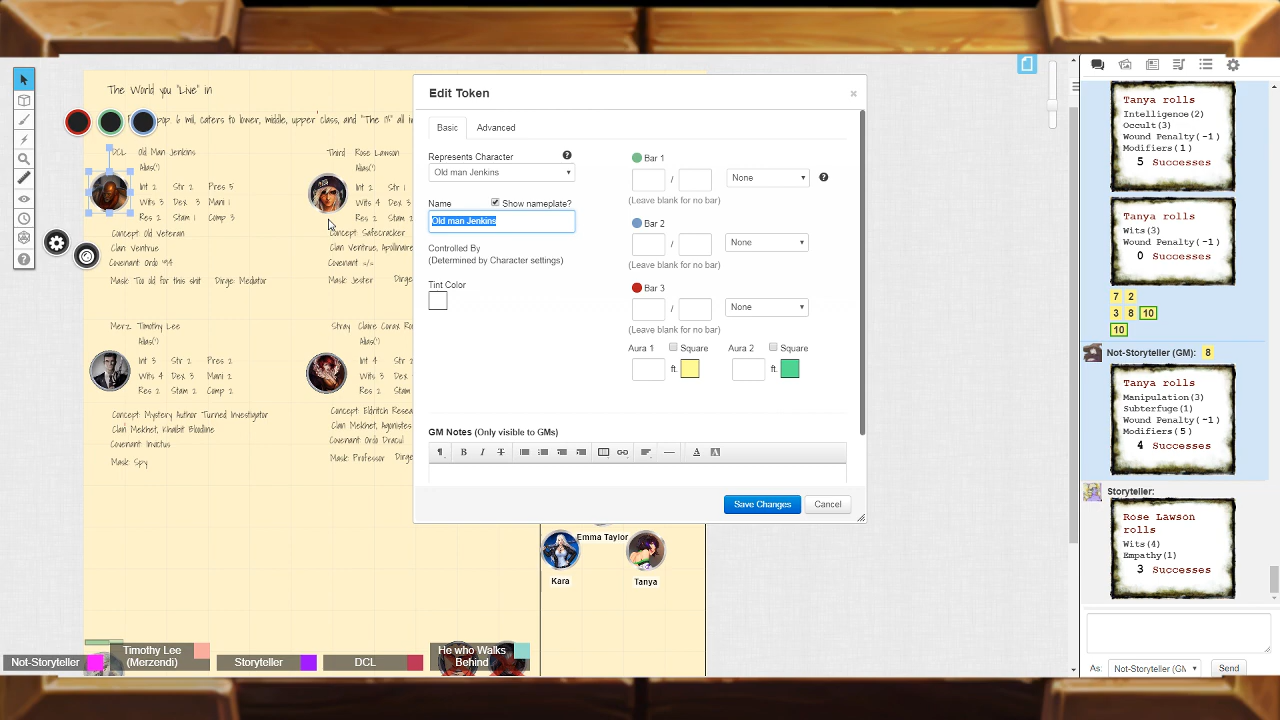 The World you "Live" in
pop. 6 mil. caters to lower, middle, upper class, and "The 1%" all in
DCL Old Man Jenkins
Alias(?)
Int 2 Str 2 Pres 5
Wits 3 Dex 3 Mani 1
Res 2 Stam 1 Comp 3
Concept: Old Veteran
Clan: Ventrue
Covenant: Ordo
Mask: Too old for this shit Dirge: Mediator
Third Rose Lawson
Alias(?)
Int 2 Str 1
Wits 4 Dex 3
Res 2 Stam 2
Concept: Safecracker
Clan: Ventrue, Apollinaire
Covenant:
Mask: Jester Dirge
Merz Timothy Lee
Int 3 Str 2 Pres 2
Wits 4 Dex 2 Mani 2
Res 2 Stam 2 Comp 2
Concept: Mystery Author Turned Investigator
Clan: Mekhet, Khaibit Bloodline
Covenant: Invictus
Mask: Spy
Stray Claire Corax Ro
Int 4 Str
Wits 3 Dex
Res 2 Stam
Concept: Eldritch Resea
Clan: Mekhet, Agonistes
Covenant: Ordo Dracul
Mask: Professor Dirge
Edit Token
×
Basic Advanced
Represents Character
Old man Jenkins
Name Show nameplate?
Old man Jenkins
Controlled By
(Determined by Character settings)
Tint Color
Bar 1
/ None
(Leave blank for no bar)
Bar 2
/ None
(Leave blank for no bar)
Bar 3
/ None
(Leave blank for no bar)
Aura 1 Square Aura 2 Square
ft. ft.
GM Notes (Only visible to GMs)
B I S A A
Save Changes Cancel
Emma Taylor
Kara Tanya
Not-Storyteller
Timothy Lee
(Merzendi)
Storyteller
DCL
He who Walks
Behind
Tanya rolls
Intelligence(2)
Occult(3)
Wound Penalty(-1)
Modifiers(1)
5 Successes
Tanya rolls
Wits(3)
Wound Penalty(-1)
0 Successes
7 2
3 8 10
10
Not-Storyteller (GM): 8
Tanya rolls
Manipulation(3)
Subterfuge(1)
Wound Penalty(-1)
Modifiers(5)
4 Successes
Storyteller:
Rose Lawson
rolls
Wits(4)
Empathy(1)
3 Successes
As: Not-Storyteller (GM Send